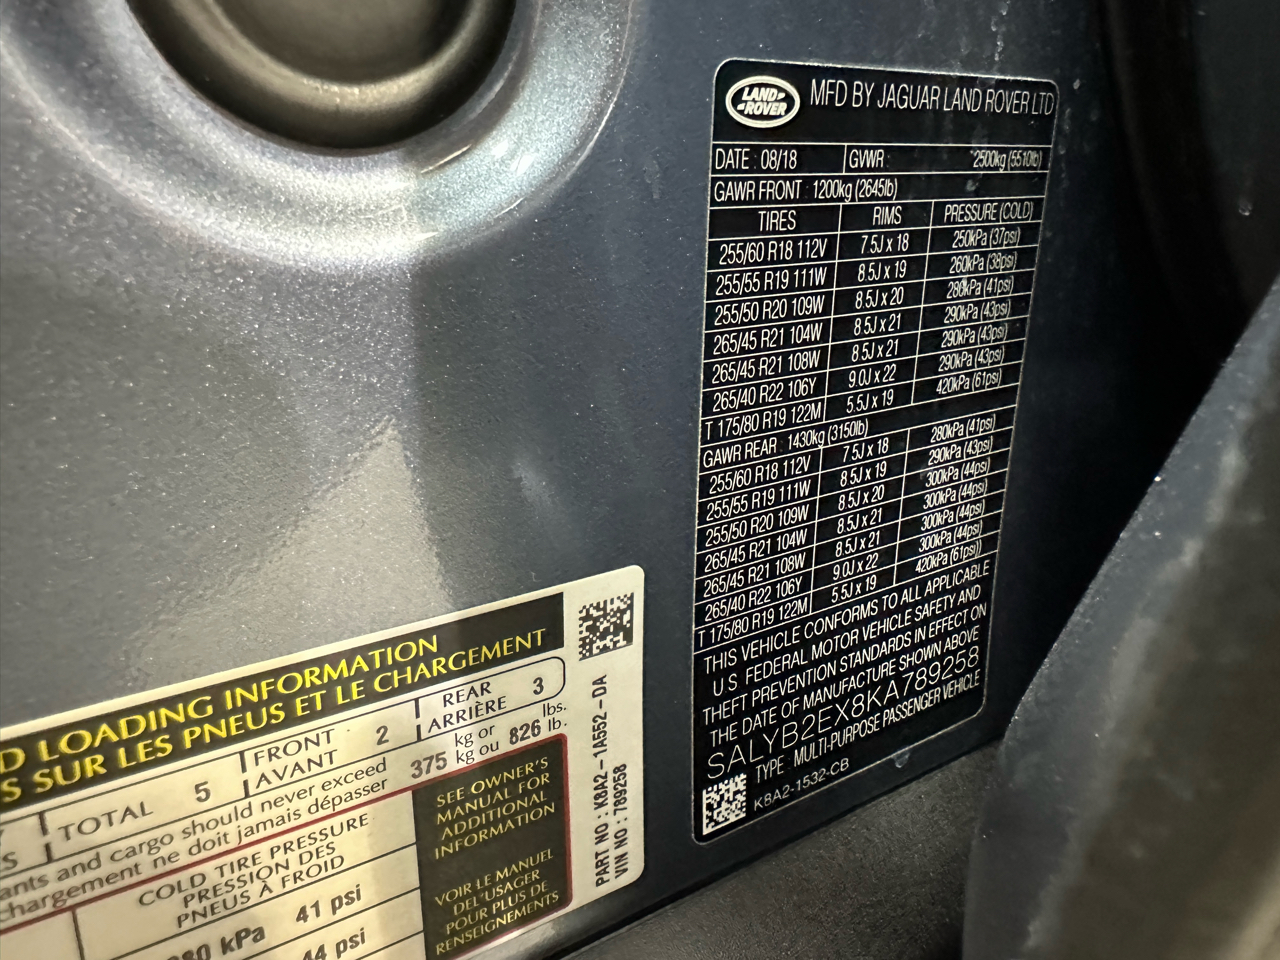 LAND ROVER
MFD BY JAGUAR LAND ROVER LTD
DATE : 08/18 GVWR : 2500kg (5510lb)
GAWR FRONT : 1200kg (2645lb)
TIRES RIMS PRESSURE (COLD)
255/60 R18 112V 7.5J x 18 250kPa (37psi)
255/55 R19 111W 8.5J x 19 260kPa (38psi)
255/50 R20 109W 8.5J x 20 280kPa (41psi)
265/45 R21 104W 8.5J x 21 290kPa (43psi)
265/45 R21 108W 8.5J x 21 290kPa (43psi)
265/40 R22 106Y 9.0J x 22 290kPa (43psi)
T 175/80 R19 122M 5.5J x 19 420kPa (61psi)
GAWR REAR : 1430kg (3150lb)
255/60 R18 112V 7.5J x 18 280kPa (41psi)
255/55 R19 111W 8.5J x 19 290kPa (43psi)
255/50 R20 109W 8.5J x 20 300kPa (44psi)
265/45 R21 104W 8.5J x 21 300kPa (44psi)
265/45 R21 108W 8.5J x 21 300kPa (44psi)
265/40 R22 106Y 9.0J x 22 300kPa (44psi)
T 175/80 R19 122M 5.5J x 19 420kPa (61psi)
THIS VEHICLE CONFORMS TO ALL APPLICABLE
U.S. FEDERAL MOTOR VEHICLE SAFETY AND
THEFT PREVENTION STANDARDS IN EFFECT ON
THE DATE OF MANUFACTURE SHOWN ABOVE
SALYB2EX8KA789258
TYPE : MULTI-PURPOSE PASSENGER VEHICLE
K8A2-1532-CB
D LOADING INFORMATION
S SUR LES PNEUS ET LE CHARGEMENT
S TOTAL 5 FRONT AVANT 2 REAR ARRIÈRE 3
ants and cargo should never exceed 375 kg or 826 lbs.
chargement ne doit jamais dépasser kg ou lb.
COLD TIRE PRESSURE
PRESSION DES
PNEUS À FROID
80 kPa 41 psi
44 psi
SEE OWNER'S
MANUAL FOR
ADDITIONAL
INFORMATION
VOIR LE MANUEL
DE L'USAGER
POUR PLUS DE
RENSEIGNEMENTS
PART NO : K8A2-1A552-DA
VIN NO : 789258